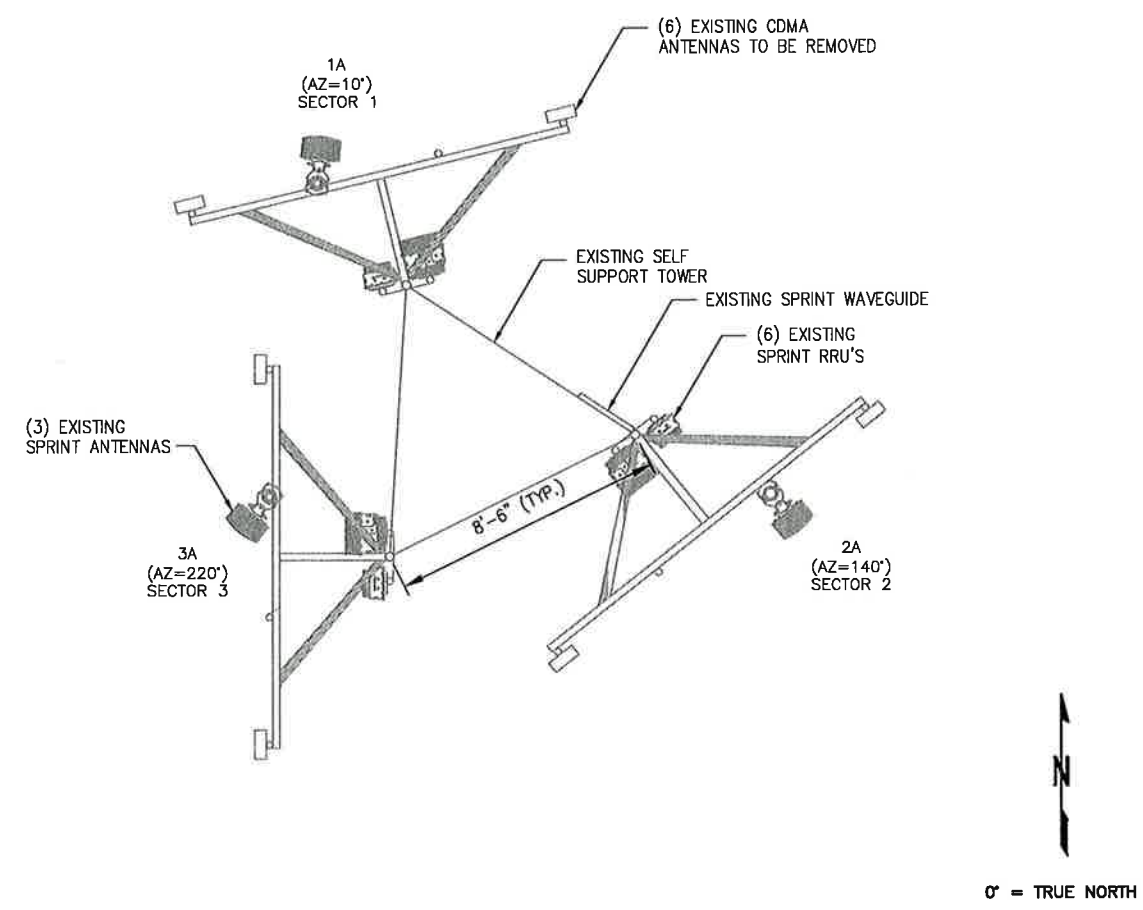 (6) EXISTING CDMA
ANTENNAS TO BE REMOVED
1A
(AZ=10°)
SECTOR 1
EXISTING SELF
SUPPORT TOWER
EXISTING SPRINT WAVEGUIDE
(6) EXISTING
SPRINT RRU'S
(3) EXISTING
SPRINT ANTENNAS
8'-6" (TYP.)
3A
(AZ=220°)
SECTOR 3
2A
(AZ=140°)
SECTOR 2
N
0° = TRUE NORTH